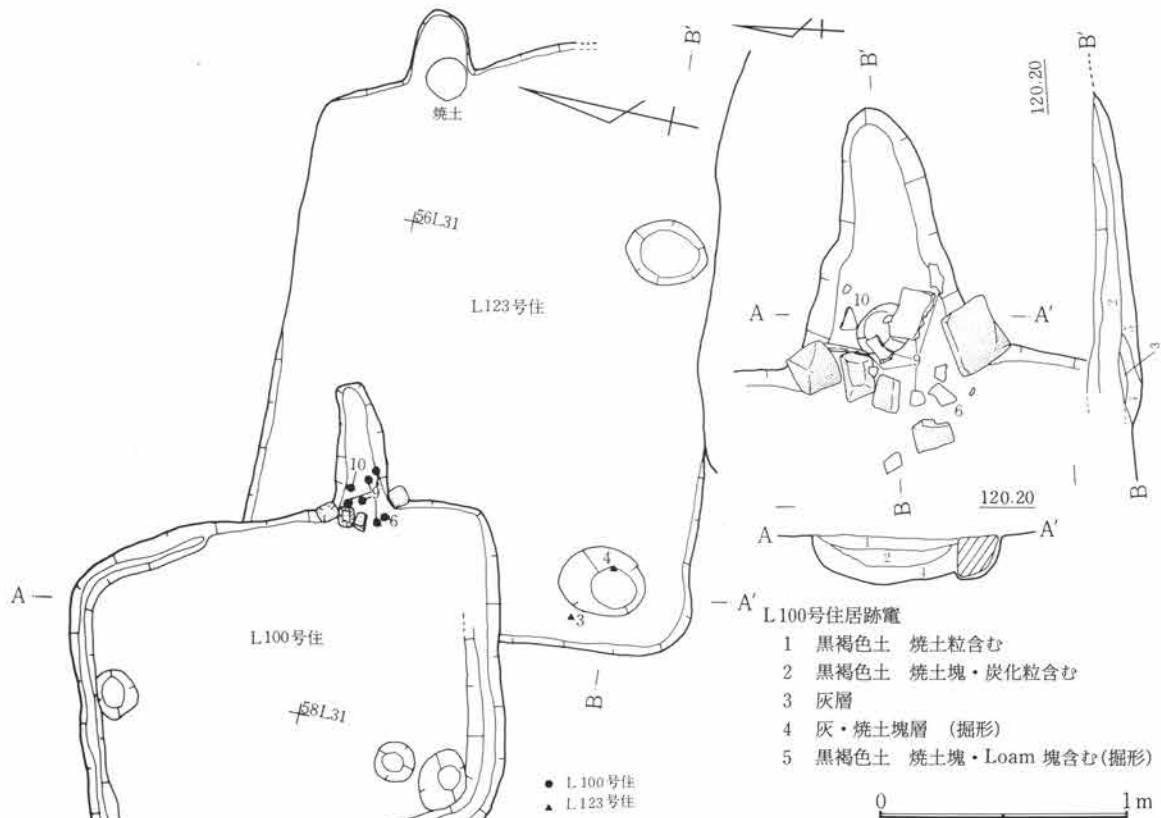 B′
焼土
56L31
L123号住
10
9
6
4
3
A
A′
B
L100号住
58L31
● L100号住
▲ L123号住
B′
120.20
B′
A
A′
10
9
6
2
3
B
B
120.20
A
A′
1
2
L100号住居跡竈
1 黒褐色土 焼土粒含む
2 黒褐色土 焼土塊・炭化粒含む
3 灰層
4 灰・焼土塊層 (掘形)
5 黒褐色土 焼土塊・Loam 塊含む(掘形)
0 1m